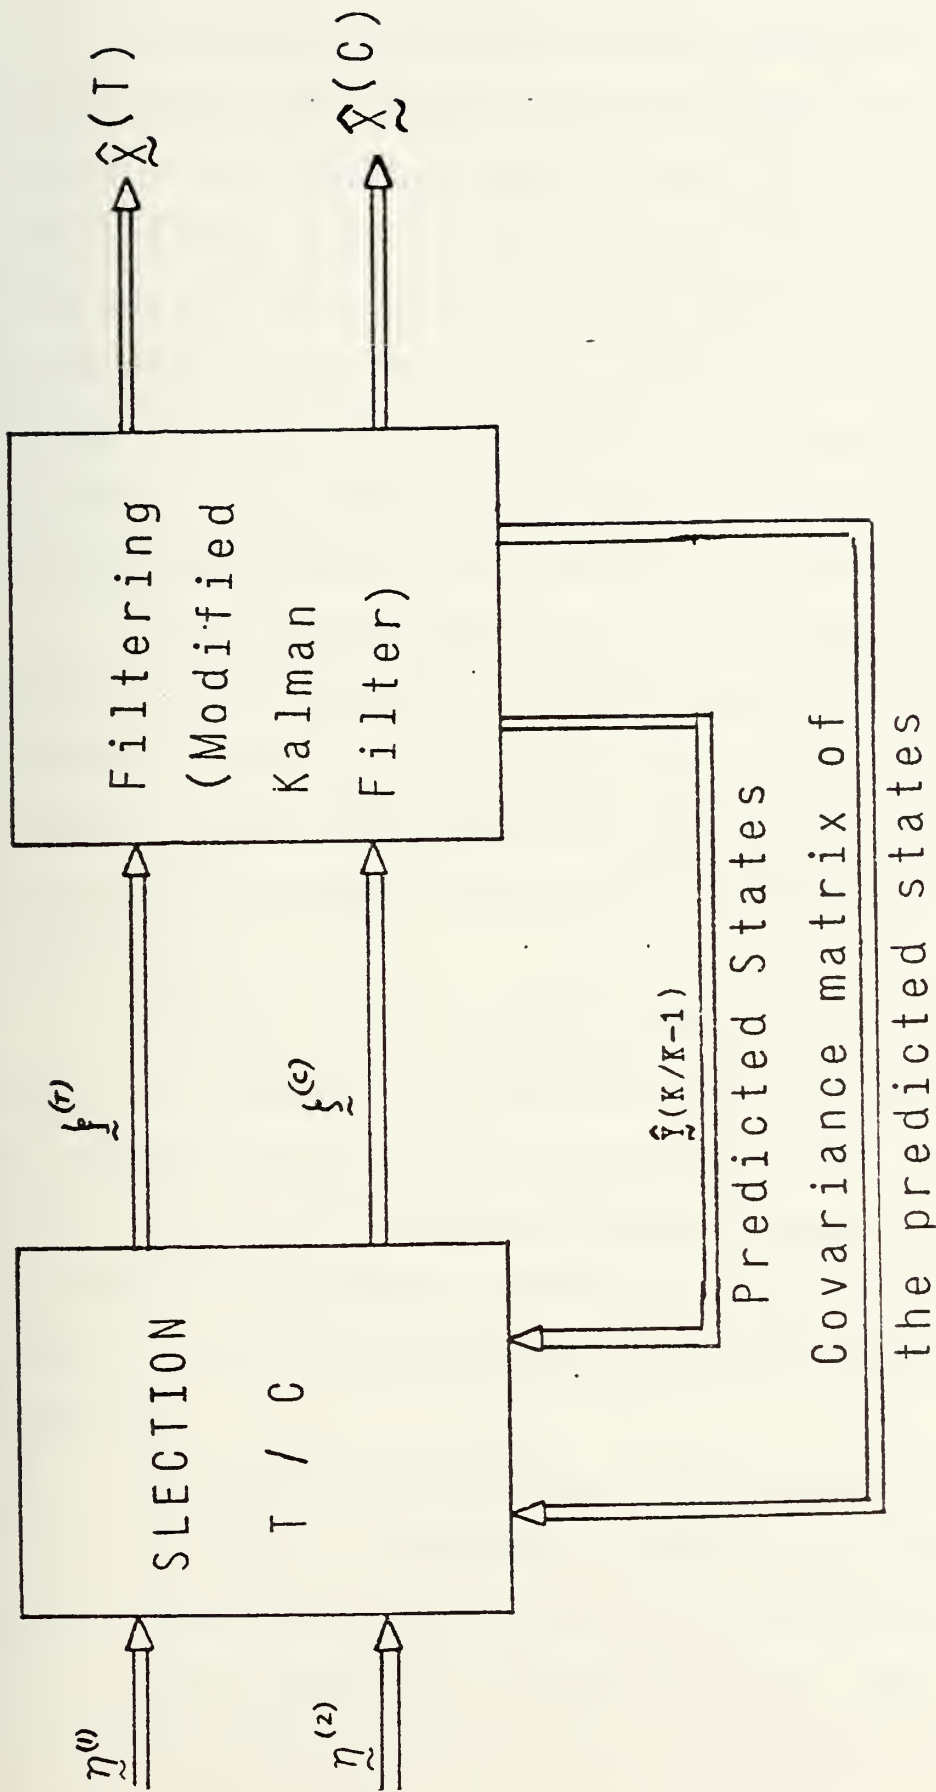 η̰⁽¹⁾
η̰⁽²⁾
SLECTION
T / C
ξ̰⁽ᵀ⁾
ξ̰⁽ᶜ⁾
Filtering
(Modified
Kalman
Filter)
X̰̂(T)
X̰̂(C)
Ŷ̰(K/K-1)
Predicted States
Covariance matrix of
the predicted states